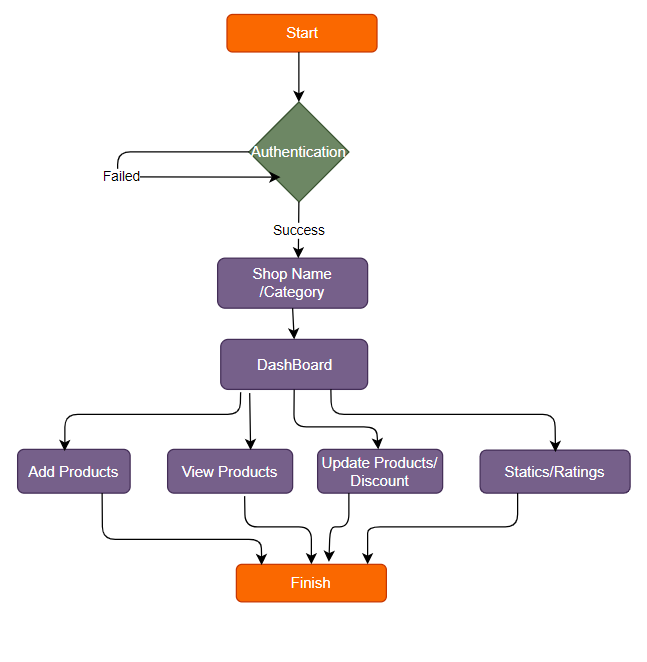 Start
Authentication
Failed
Success
Shop Name
/Category
DashBoard
Add Products
View Products
Update Products/
Discount
Statics/Ratings
Finish